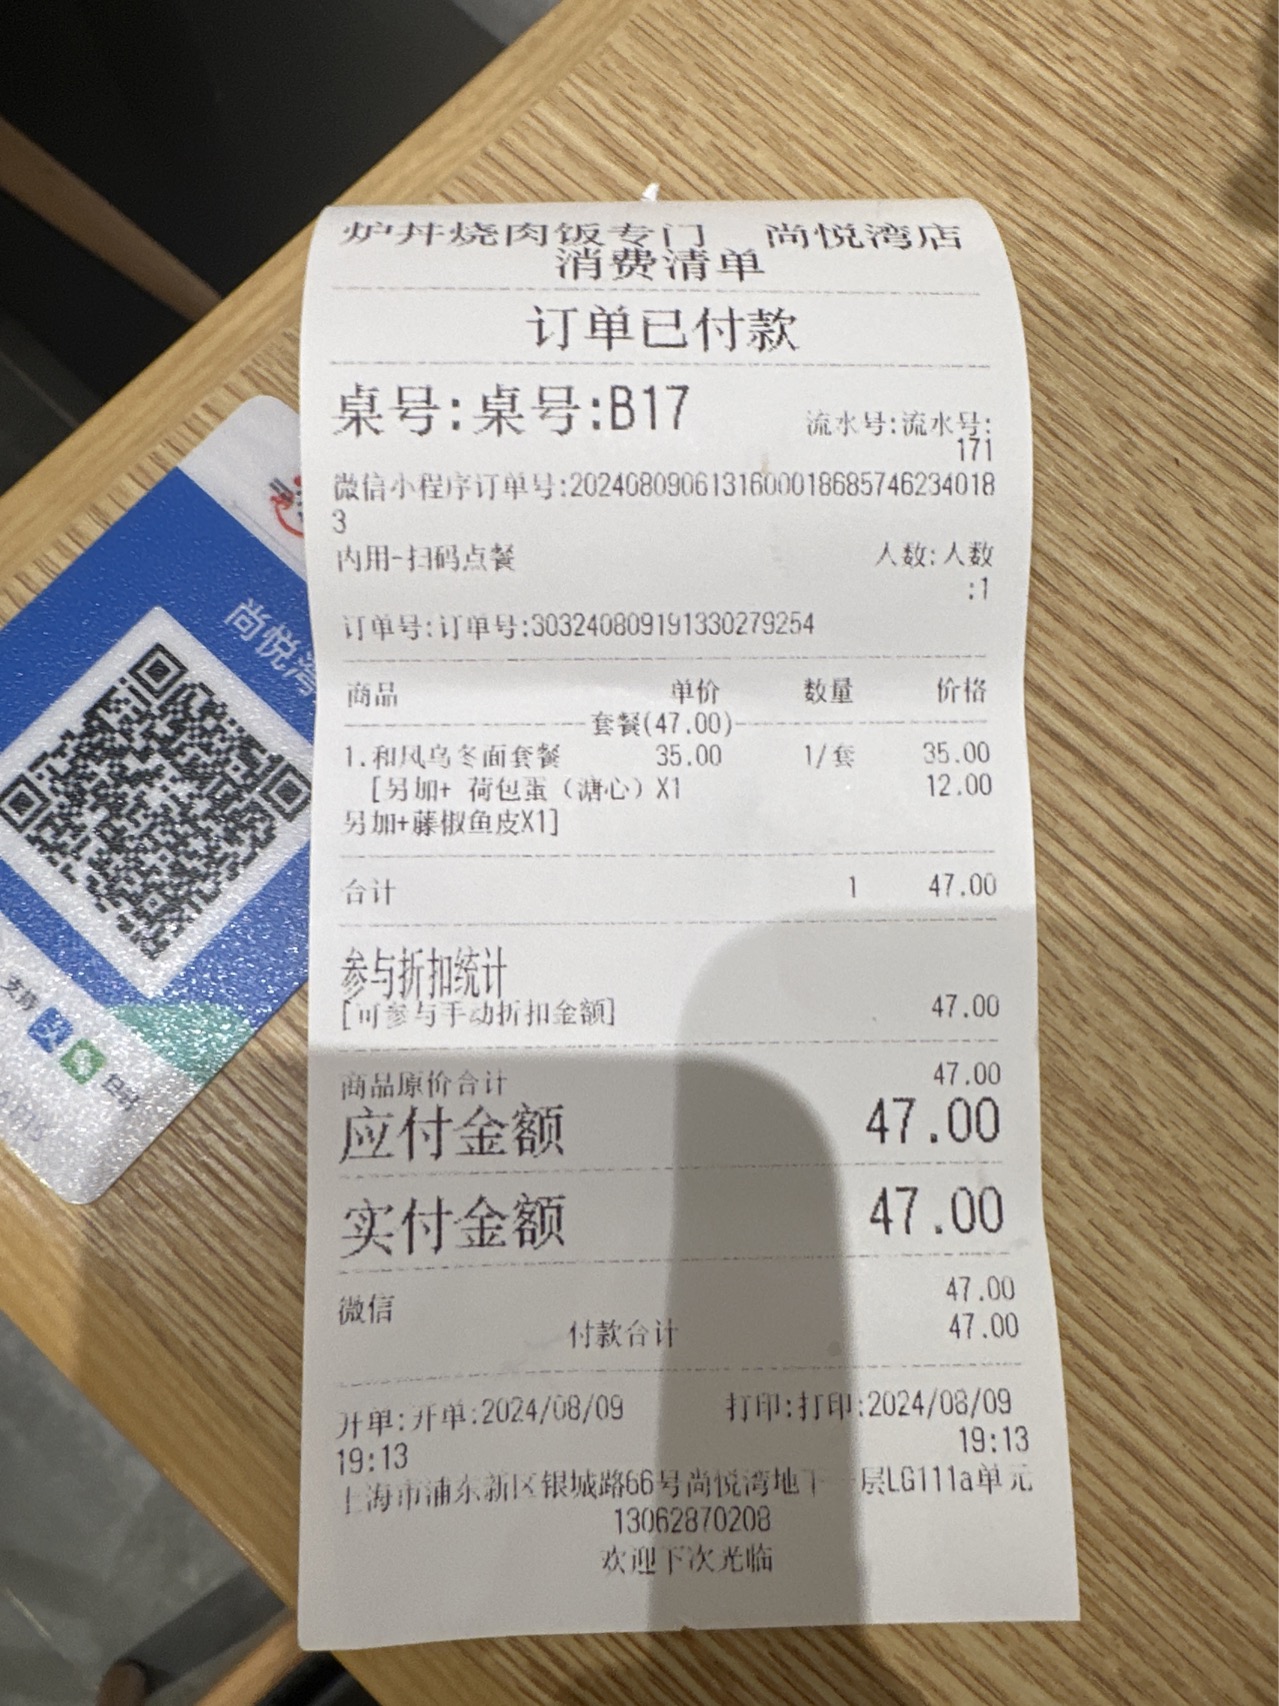 炉丼烧肉饭专门 尚悦湾店
消费清单
订单已付款
桌号:桌号:B17
流水号:流水号:
171
微信小程序订单号:2024080906131600018685746234018
3
内用-扫码点餐 人数:人数
:1
订单号:订单号:303240809191330279254
商品 单价 数量 价格
套餐(47.00)
1.和风乌冬面套餐 35.00 1/套 35.00
[另加+ 荷包蛋（溏心）X1 12.00
另加+藤椒鱼皮X1]
合计 1 47.00
参与折扣统计
[可参与手动折扣金额] 47.00
商品原价合计 47.00
应付金额 47.00
实付金额 47.00
微信 47.00
付款合计 47.00
开单:开单:2024/08/09 打印:打印:2024/08/09
19:13 19:13
上海市浦东新区银城路66号尚悦湾地下一层LG111a单元
13062870208
欢迎下次光临
尚悦湾
支持